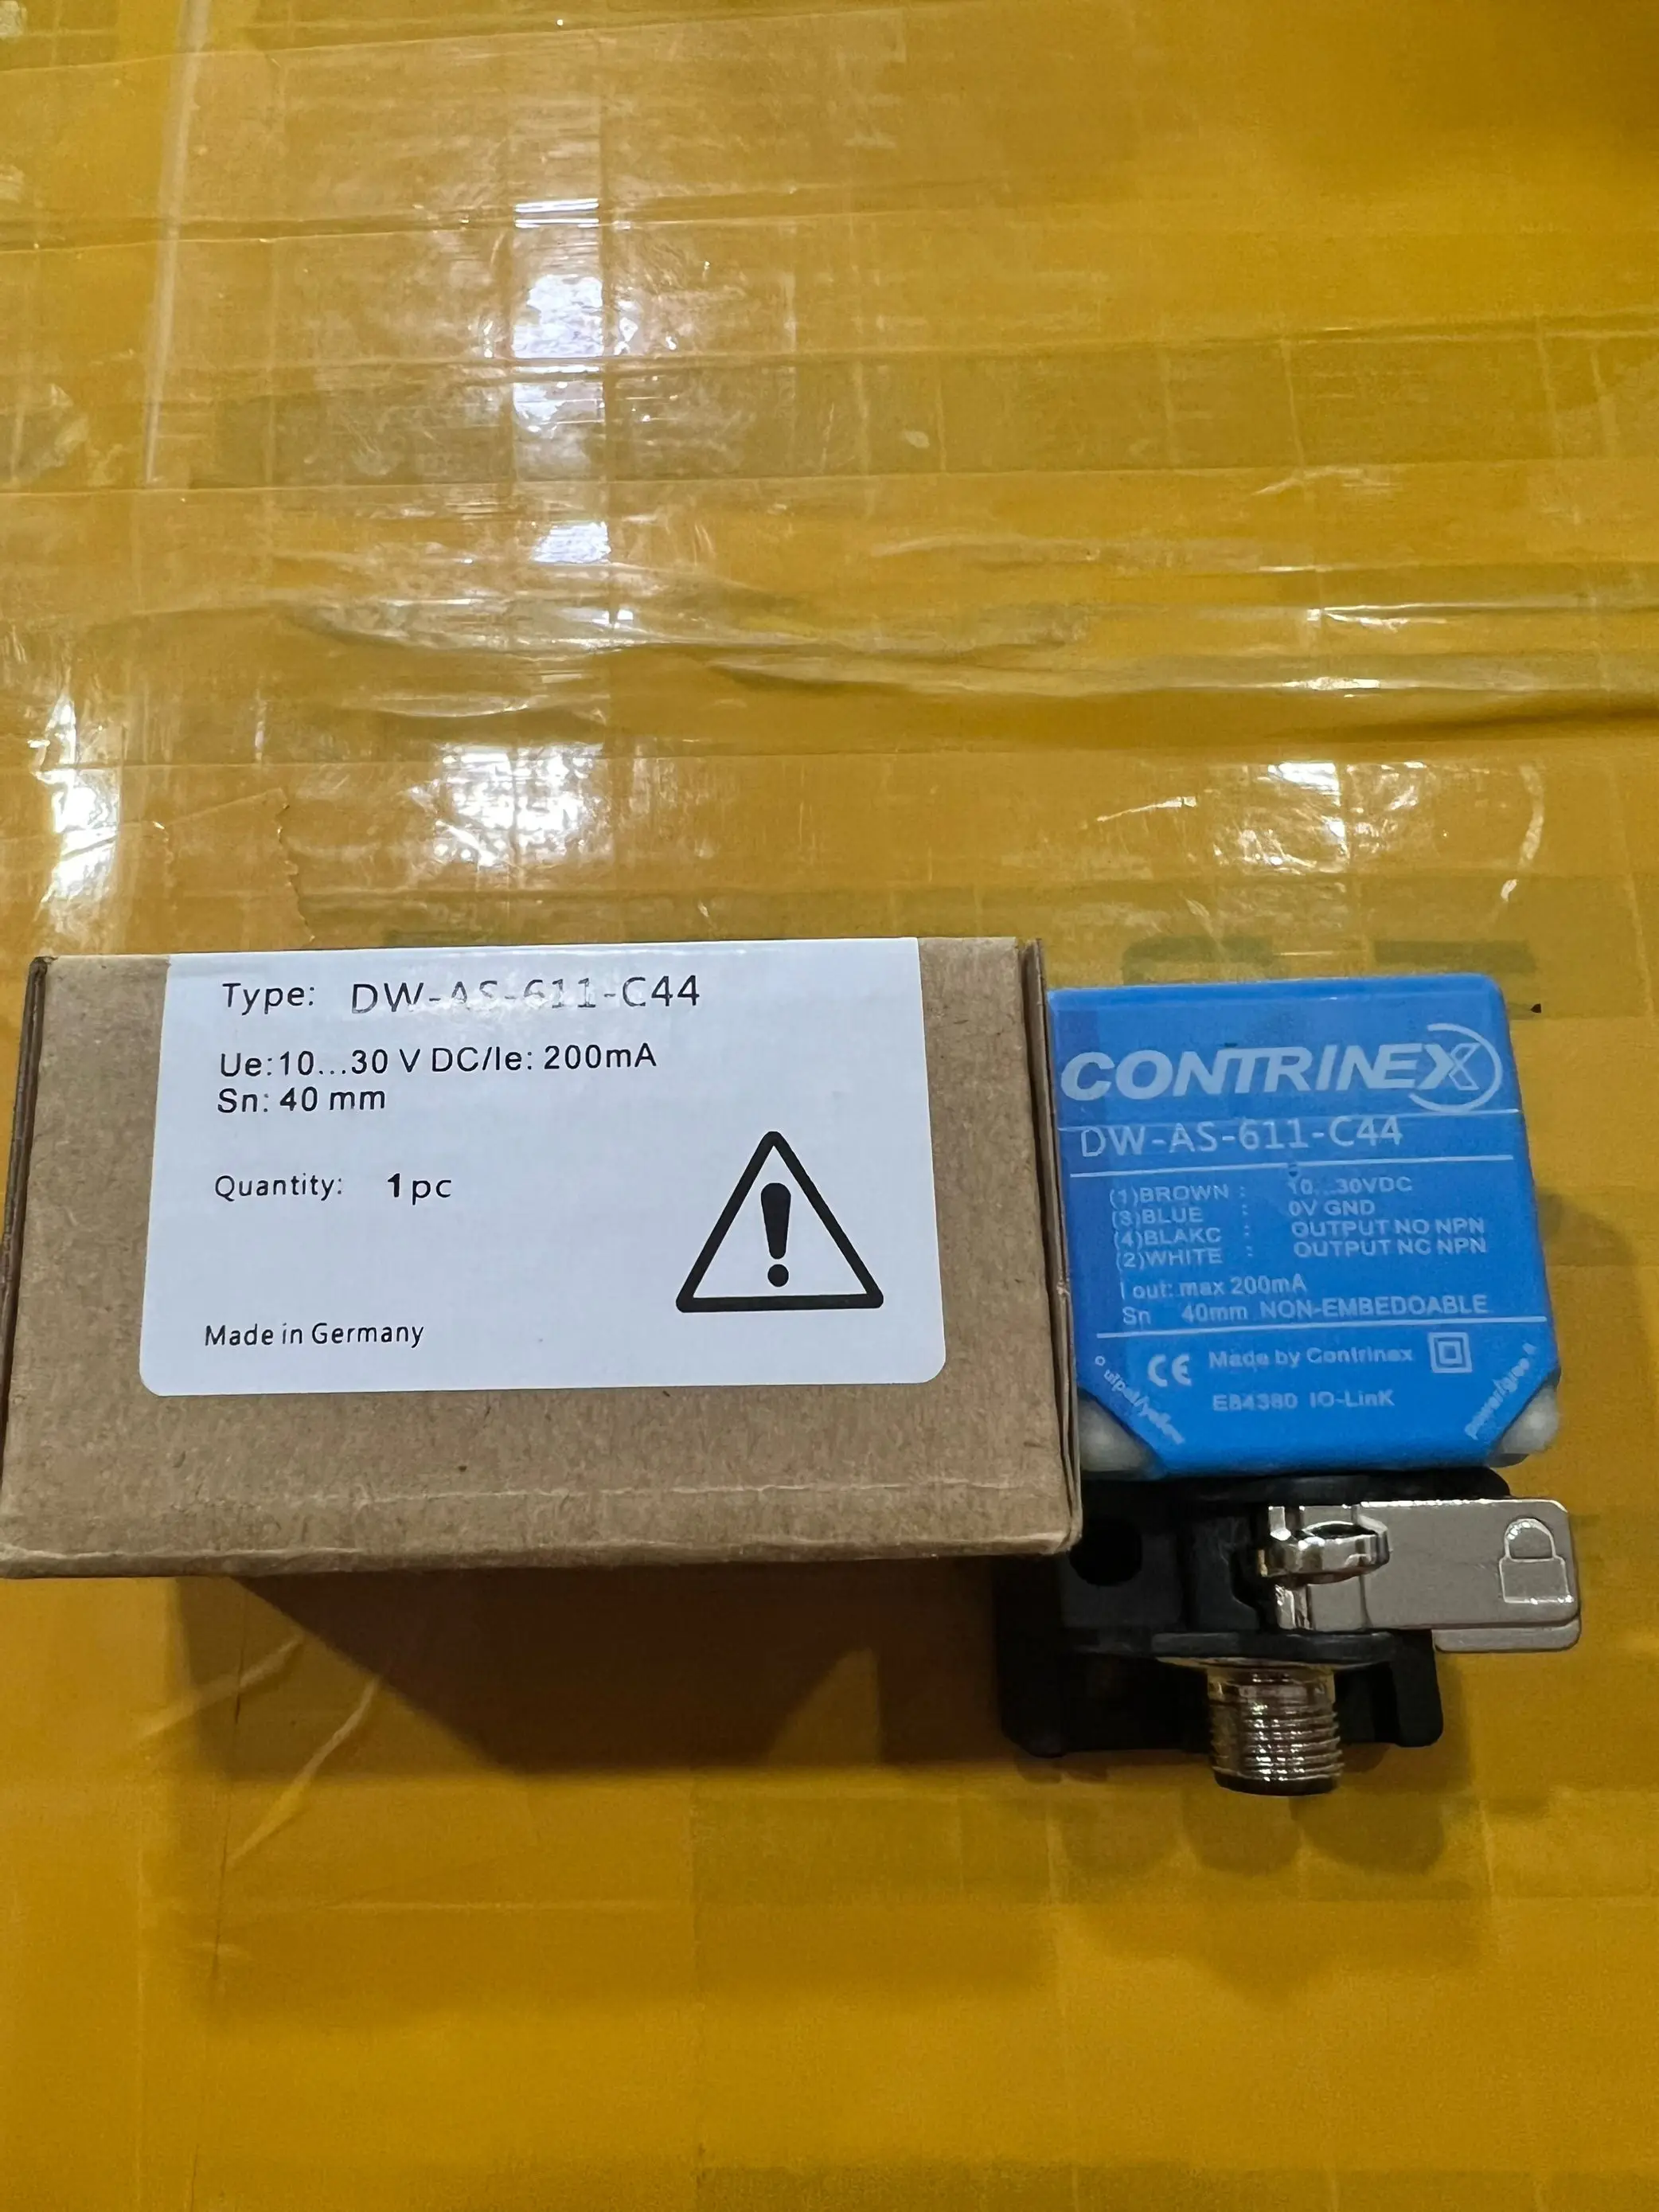 Type: DW-AS-611-C44
Ue:10...30 V DC/Ie: 200mA
Sn: 40 mm
Quantity: 1pc
Made in Germany
CONTRINEX
DW-AS-611-C44
(1)BROWN : 10...30VDC
(3)BLUE : 0V GND
(4)BLAKC : OUTPUT NO NPN
(2)WHITE : OUTPUT NC NPN
I out: max 200mA
Sn 40mm NON-EMBEDOABLE
CE Made by Contrinex
E84380 IO-LinK
output/yellow